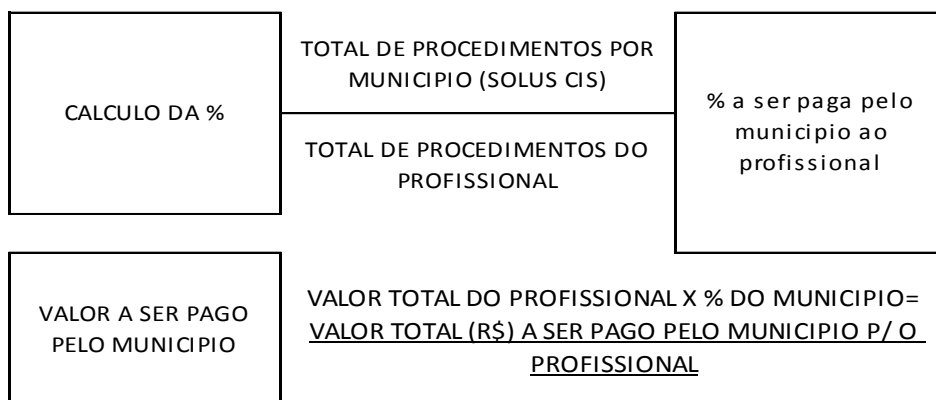 CALCULO DA %
TOTAL DE PROCEDIMENTOS POR
MUNICIPIO (SOLUS CIS)
TOTAL DE PROCEDIMENTOS DO
PROFISSIONAL
% a ser paga pelo
municipio ao
profissional
VALOR A SER PAGO
PELO MUNICIPIO
VALOR TOTAL DO PROFISSIONAL X % DO MUNICIPIO=
VALOR TOTAL (R$) A SER PAGO PELO MUNICIPIO P/ O
PROFISSIONAL